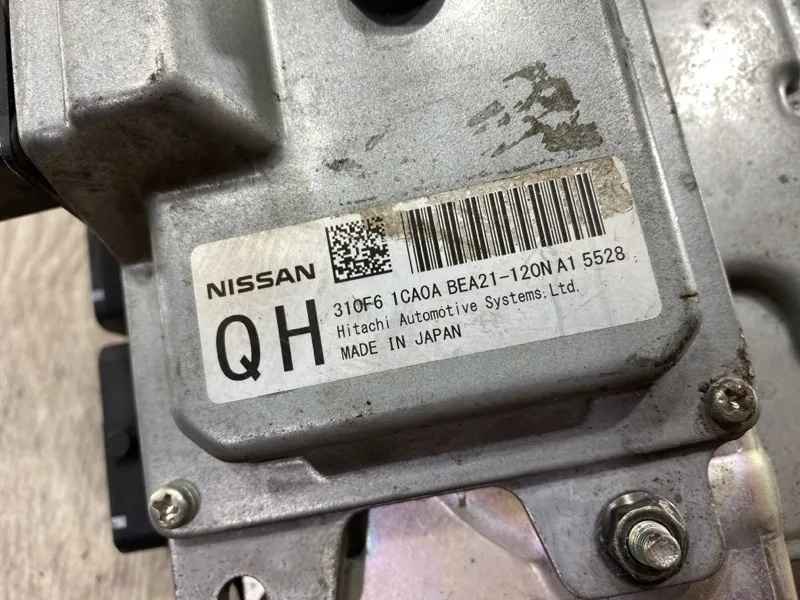 NISSAN
QH
310F6 1CA0A BEA21-120N A1 5528
Hitachi Automotive Systems.Ltd.
MADE IN JAPAN